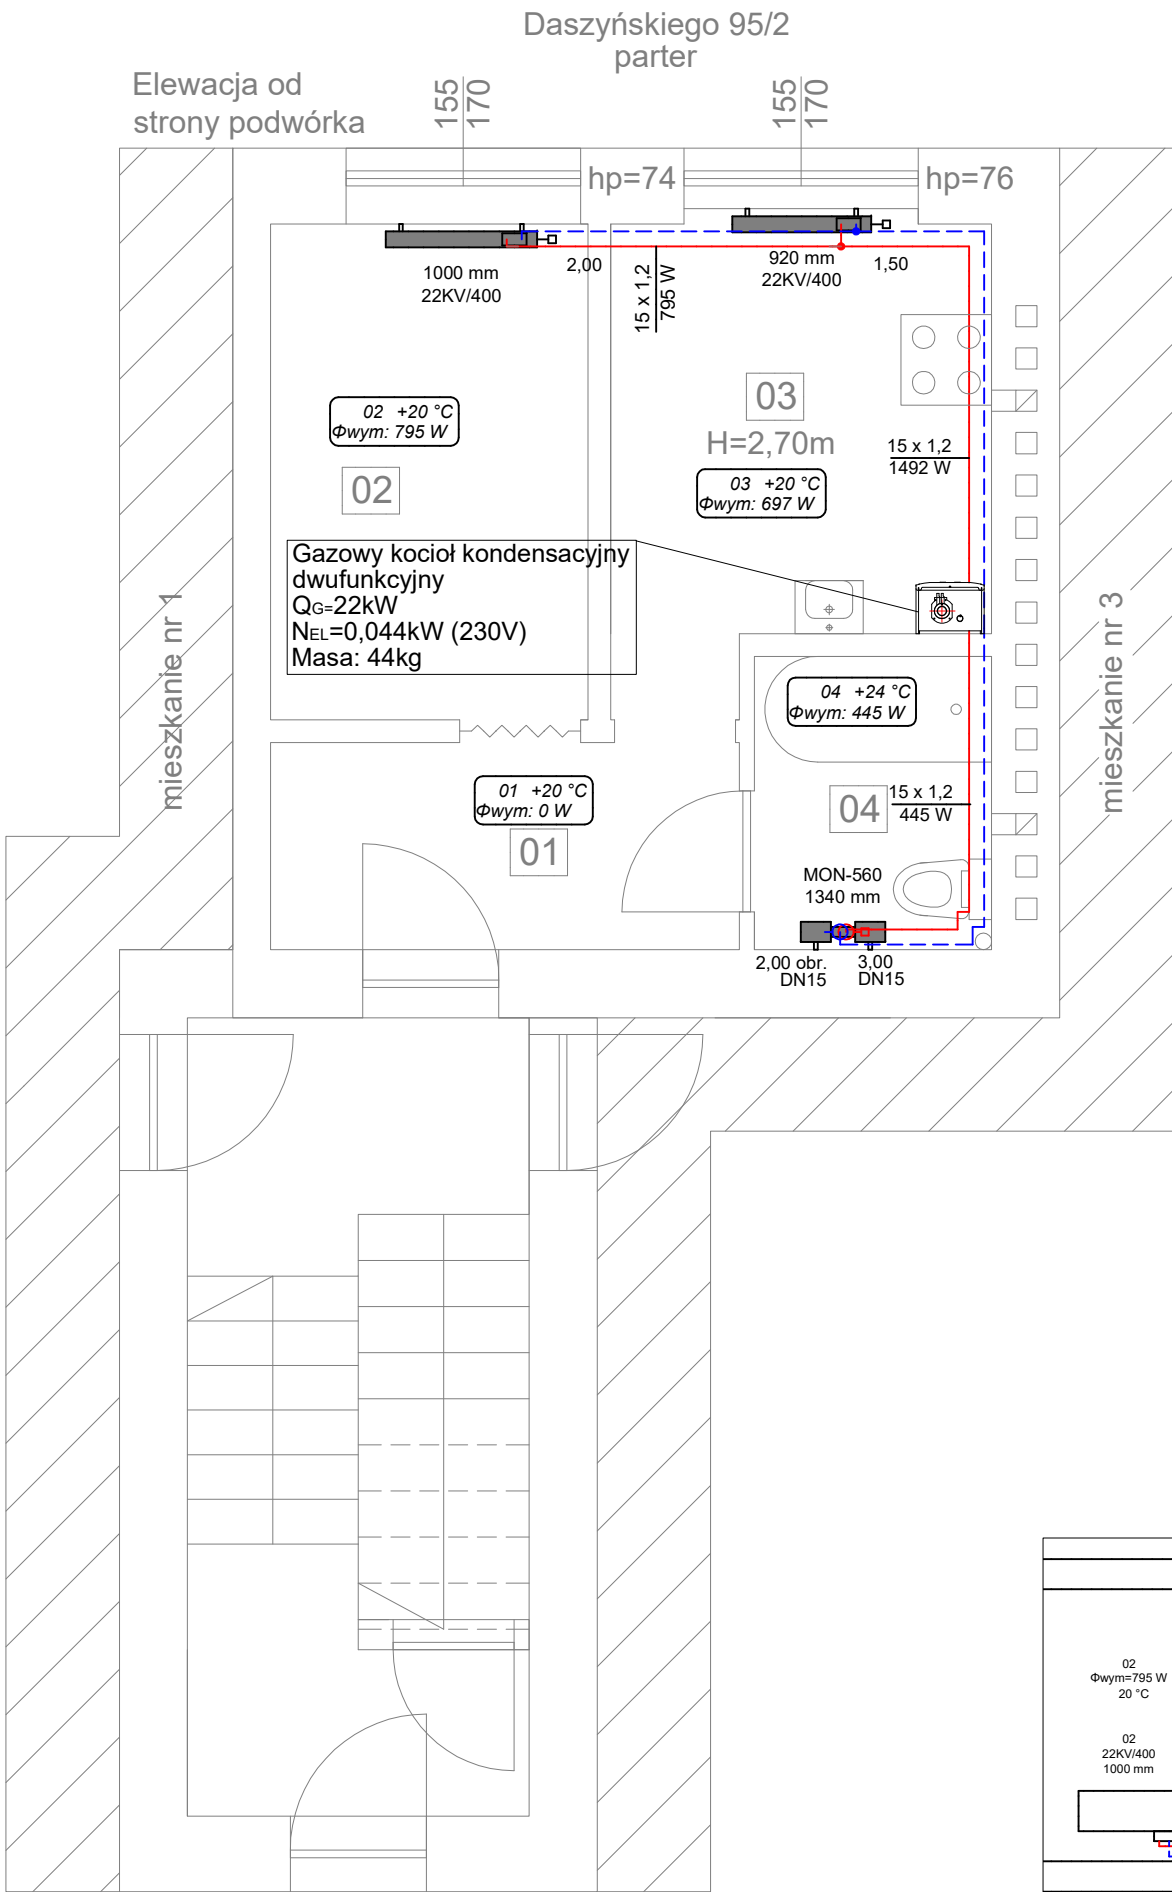 Daszyńskiego 95/2
parter
Elewacja od
strony podwórka
155
170
155
170
hp=74
hp=76
1000 mm
22KV/400
2,00
15 x 1,2
795 W
920 mm
22KV/400
1,50
02 +20 °C
Φwym: 795 W
02
03
H=2,70m
03 +20 °C
Φwym: 697 W
15 x 1,2
1492 W
Gazowy kocioł kondensacyjny
dwufunkcyjny
QG=22kW
NEL=0,044kW (230V)
Masa: 44kg
mieszkanie nr 1
mieszkanie nr 3
04 +24 °C
Φwym: 445 W
01 +20 °C
Φwym: 0 W
01
04
15 x 1,2
445 W
MON-560
1340 mm
2,00 obr.
DN15
3,00
DN15
02
Φwym=795 W
20 °C
02
22KV/400
1000 mm